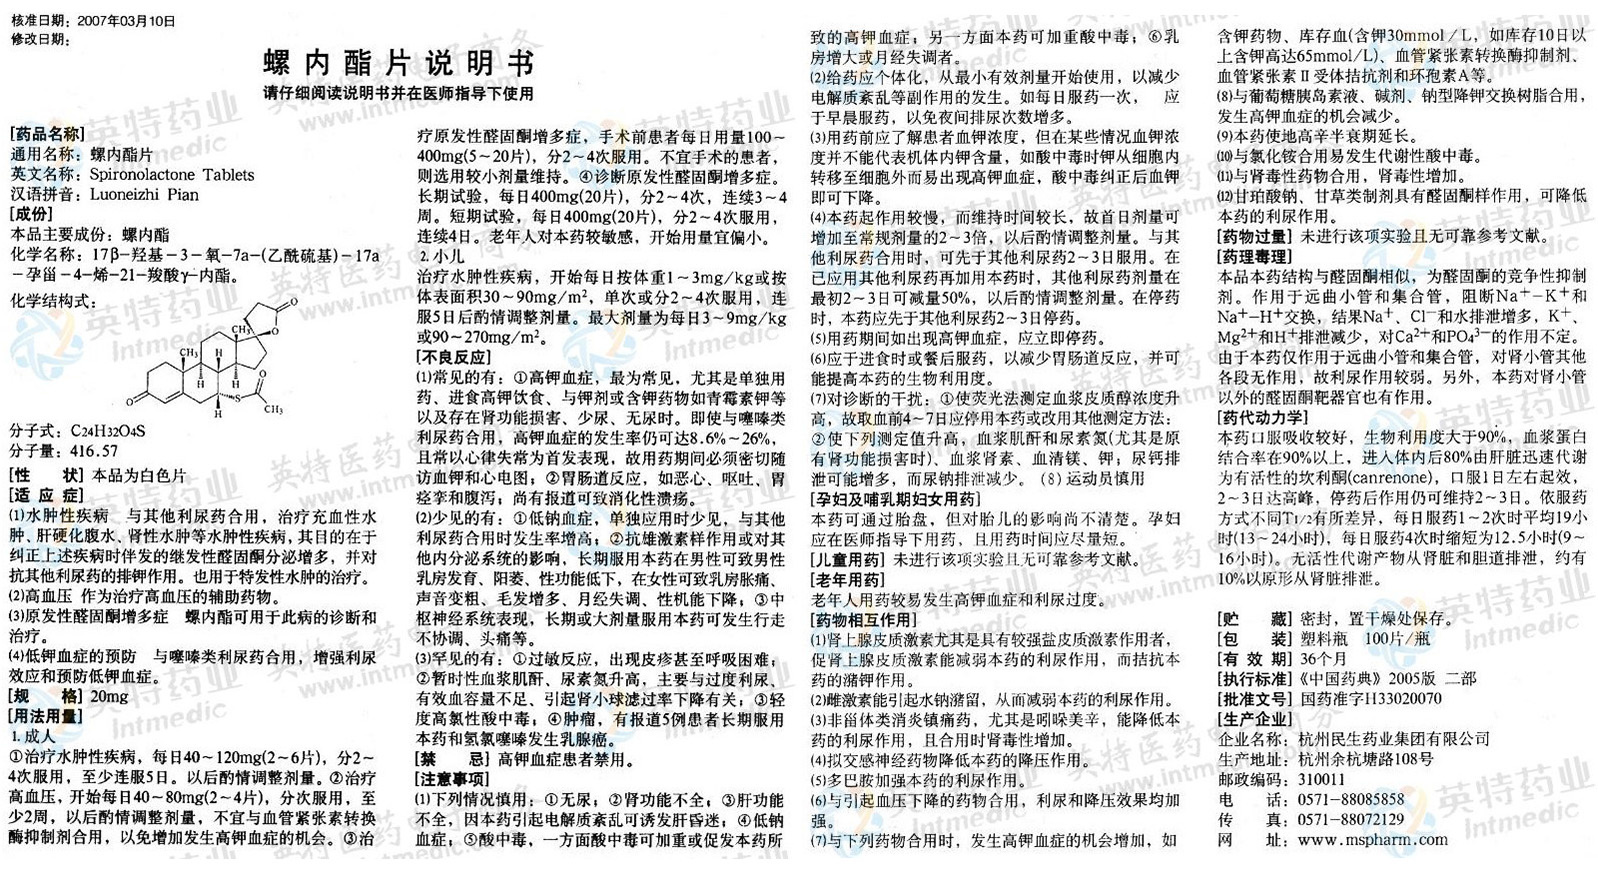 核准日期：2007年03月10日
修改日期：
螺内酯片说明书
请仔细阅读说明书并在医师指导下使用
[药品名称]
通用名称：螺内酯片
英文名称：Spironolactone Tablets
汉语拼音：Luoneizhi Pian
[成份]
本品主要成份：螺内酯
化学名称：17β-羟基-3-氧-7a-(乙酰硫基)-17a
-孕甾-4-烯-21-羧酸γ-内酯。
化学结构式：
分子式：C24H32O4S
分子量：416.57
[性　　状] 本品为白色片
[适 应 症]
(1)水肿性疾病　与其他利尿药合用，治疗充血性水
肿、肝硬化腹水、肾性水肿等水肿性疾病，其目的在于
纠正上述疾病时伴发的继发性醛固酮分泌增多，并对
抗其他利尿药的排钾作用。也用于特发性水肿的治疗。
(2)高血压 作为治疗高血压的辅助药物。
(3)原发性醛固酮增多症　螺内酯可用于此病的诊断和
治疗。
(4)低钾血症的预防　与噻嗪类利尿药合用，增强利尿
效应和预防低钾血症。
[规　　格] 20mg
[用法用量]
1.成人
①治疗水肿性疾病，每日40~120mg(2~6片)，分2~
4次服用，至少连服5日。以后酌情调整剂量。②治疗
高血压，开始每日40~80mg(2~4片)，分次服用，至
少2周，以后酌情调整剂量，不宜与血管紧张素转换
酶抑制剂合用，以免增加发生高钾血症的机会。③治
疗原发性醛固酮增多症，手术前患者每日用量100~
400mg(5~20片)，分2~4次服用。不宜手术的患者，
则选用较小剂量维持。④诊断原发性醛固酮增多症。
长期试验，每日400mg(20片)，分2~4次，连续3~4
周。短期试验，每日400mg(20片)，分2~4次服用，
连续4日。老年人对本药较敏感，开始用量宜偏小。
2.小儿
治疗水肿性疾病，开始每日按体重1~3mg/kg或按
体表面积30~90mg/m²，单次或分2~4次服用，连
服5日后酌情调整剂量。最大剂量为每日3~9mg/kg
或90~270mg/m²。
[不良反应]
(1)常见的有：①高钾血症，最为常见，尤其是单独用
药、进食高钾饮食、与钾剂或含钾药物如青霉素钾等
以及存在肾功能损害、少尿、无尿时。即使与噻嗪类
利尿药合用，高钾血症的发生率仍可达8.6%~26%，
且常以心律失常为首发表现，故用药期间必须密切随
访血钾和心电图；②胃肠道反应，如恶心、呕吐、胃
痉挛和腹泻；尚有报道可致消化性溃疡。
(2)少见的有：①低钠血症，单独应用时少见，与其他
利尿药合用时发生率增高；②抗雄激素样作用或对其
他内分泌系统的影响，长期服用本药在男性可致男性
乳房发育、阳萎、性功能低下，在女性可致乳房胀痛、
声音变粗、毛发增多、月经失调、性机能下降；③中
枢神经系统表现，长期或大剂量服用本药可发生行走
不协调、头痛等。
(3)罕见的有：①过敏反应，出现皮疹甚至呼吸困难；
②暂时性血浆肌酐、尿素氮升高，主要与过度利尿、
有效血容量不足、引起肾小球滤过率下降有关；③轻
度高氯性酸中毒；④肿瘤，有报道5例患者长期服用
本药和氢氯噻嗪发生乳腺癌。
[禁　　忌] 高钾血症患者禁用。
[注意事项]
(1)下列情况慎用：①无尿；②肾功能不全；③肝功能
不全，因本药引起电解质紊乱可诱发肝昏迷；④低钠
血症；⑤酸中毒，一方面酸中毒可加重或促发本药所
致的高钾血症；另一方面本药可加重酸中毒；⑥乳
房增大或月经失调者。
(2)给药应个体化，从最小有效剂量开始使用，以减少
电解质紊乱等副作用的发生。如每日服药一次，　应
于早晨服药，以免夜间排尿次数增多。
(3)用药前应了解患者血钾浓度，但在某些情况血钾浓
度并不能代表机体内钾含量，如酸中毒时钾从细胞内
转移至细胞外而易出现高钾血症，酸中毒纠正后血钾
即可下降。
(4)本药起作用较慢，而维持时间较长，故首日剂量可
增加至常规剂量的2~3倍，以后酌情调整剂量。与其
他利尿药合用时，可先于其他利尿药2~3日服用。在
已应用其他利尿药再加用本药时，其他利尿药剂量在
最初2~3日可减量50%，以后酌情调整剂量。在停药
时，本药应先于其他利尿药2~3日停药。
(5)用药期间如出现高钾血症，应立即停药。
(6)应于进食时或餐后服药，以减少胃肠道反应，并可
能提高本药的生物利用度。
(7)对诊断的干扰：①使荧光法测定血浆皮质醇浓度升
高，故取血前4~7日应停用本药或改用其他测定方法；
②使下列测定值升高，血浆肌酐和尿素氮(尤其是原
有肾功能损害时)、血浆肾素、血清镁、钾；尿钙排
泄可能增多，而尿钠排泄减少。 (8)运动员慎用
[孕妇及哺乳期妇女用药]
本药可通过胎盘，但对胎儿的影响尚不清楚。孕妇
应在医师指导下用药，且用药时间应尽量短。
[儿童用药] 未进行该项实验且无可靠参考文献。
[老年用药]
老年人用药较易发生高钾血症和利尿过度。
[药物相互作用]
(1)肾上腺皮质激素尤其是具有较强盐皮质激素作用者，
促肾上腺皮质激素能减弱本药的利尿作用，而拮抗本
药的潴钾作用。
(2)雌激素能引起水钠潴留，从而减弱本药的利尿作用。
(3)非甾体类消炎镇痛药，尤其是吲哚美辛，能降低本
药的利尿作用，且合用时肾毒性增加。
(4)拟交感神经药物降低本药的降压作用。
(5)多巴胺加强本药的利尿作用。
(6)与引起血压下降的药物合用，利尿和降压效果均加
强。
(7)与下列药物合用时，发生高钾血症的机会增加，如
含钾药物、库存血(含钾30mmol/L，如库存10日以
上含钾高达65mmol/L)、血管紧张素转换酶抑制剂、
血管紧张素Ⅱ受体拮抗剂和环孢素A等。
(8)与葡萄糖胰岛素液、碱剂、钠型降钾交换树脂合用，
发生高钾血症的机会减少。
(9)本药使地高辛半衰期延长。
(10)与氯化铵合用易发生代谢性酸中毒。
(11)与肾毒性药物合用，肾毒性增加。
(12)甘珀酸钠、甘草类制剂具有醛固酮样作用，可降低
本药的利尿作用。
[药物过量] 未进行该项实验且无可靠参考文献。
[药理毒理]
本品本药结构与醛固酮相似，为醛固酮的竞争性抑制
剂。作用于远曲小管和集合管，阻断Na⁺-K⁺和
Na⁺-H⁺交换，结果Na⁺、Cl⁻和水排泄增多，K⁺、
Mg²⁺和H⁺排泄减少，对Ca²⁺和PO4³⁻的作用不定。
由于本药仅作用于远曲小管和集合管，对肾小管其他
各段无作用，故利尿作用较弱。另外，本药对肾小管
以外的醛固酮靶器官也有作用。
[药代动力学]
本药口服吸收较好，生物利用度大于90%，血浆蛋白
结合率在90%以上，进入体内后80%由肝脏迅速代谢
为有活性的坎利酮(canrenone)，口服1日左右起效，
2~3日达高峰，停药后作用仍可维持2~3日。依服药
方式不同T1/2有所差异，每日服药1~2次时平均19小
时(13~24小时)，每日服药4次时缩短为12.5小时(9~
16小时)。无活性代谢产物从肾脏和胆道排泄，约有
10%以原形从肾脏排泄。
[贮　　藏] 密封，置干燥处保存。
[包　　装] 塑料瓶　100片/瓶
[有 效 期] 36个月
[执行标准]《中国药典》2005版 二部
[批准文号] 国药准字H33020070
[生产企业]
企业名称：杭州民生药业集团有限公司
生产地址：杭州余杭塘路108号
邮政编码：310011
电　　话：0571-88085858
传　　真：0571-88072129
网　　址：www.mspharm.com